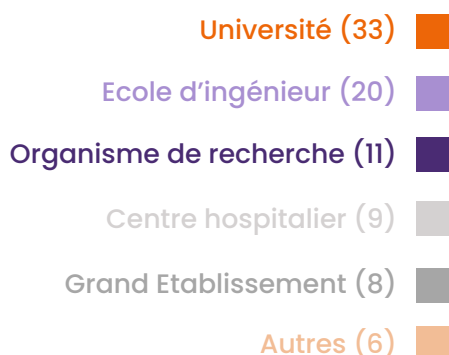 Université (33)
Ecole d’ingénieur (20)
Organisme de recherche (11)
Centre hospitalier (9)
Grand Etablissement (8)
Autres (6)